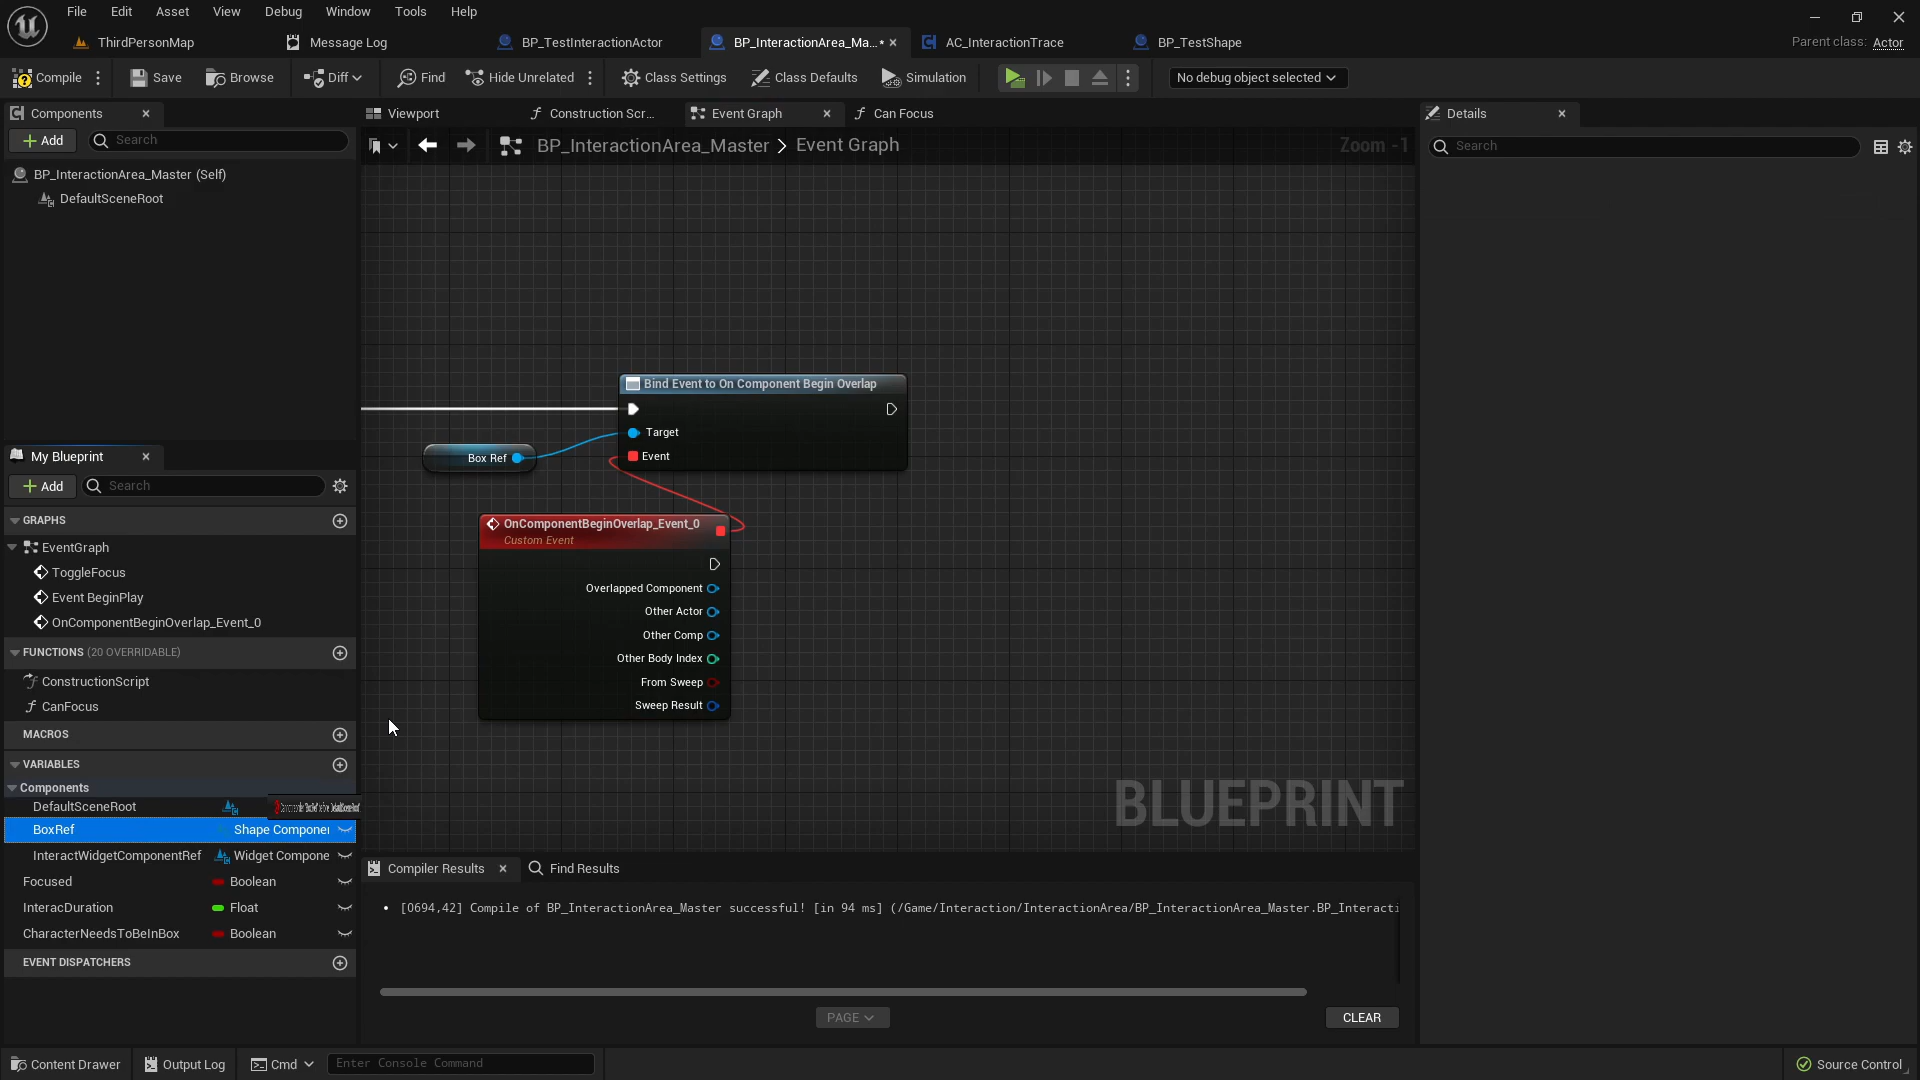 File Edit Asset View Debug Window Tools Help
ThirdPersonMap Message Log BP_TestInteractionActor BP_InteractionArea_Ma...• AC_InteractionTrace BP_TestShape Parent class: Actor
Compile Save Browse Diff Find Hide Unrelated Class Settings Class Defaults Simulation No debug object selected
Components
Add Search
BP_InteractionArea_Master (Self)
DefaultSceneRoot
My Blueprint
Add Search
GRAPHS
EventGraph
ToggleFocus
Event BeginPlay
OnComponentBeginOverlap_Event_0
FUNCTIONS (20 OVERRIDABLE)
ConstructionScript
CanFocus
MACROS
VARIABLES
Components
DefaultSceneRoot
BoxRef Shape Componer
InteractWidgetComponentRef Widget Compone
Focused Boolean
InteracDuration Float
CharacterNeedsToBeInBox Boolean
EVENT DISPATCHERS
Viewport Construction Scr... Event Graph Can Focus
BP_InteractionArea_Master > Event Graph Zoom -1
Bind Event to On Component Begin Overlap
Target
Box Ref
Event
OnComponentBeginOverlap_Event_0
Custom Event
Overlapped Component
Other Actor
Other Comp
Other Body Index
From Sweep
Sweep Result
BLUEPRINT
Compiler Results Find Results
• [0694,42] Compile of BP_InteractionArea_Master successful! [in 94 ms] (/Game/Interaction/InteractionArea/BP_InteractionArea_Master.BP_Interacti
PAGE CLEAR
Details
Search
Content Drawer Output Log Cmd Enter Console Command Source Control